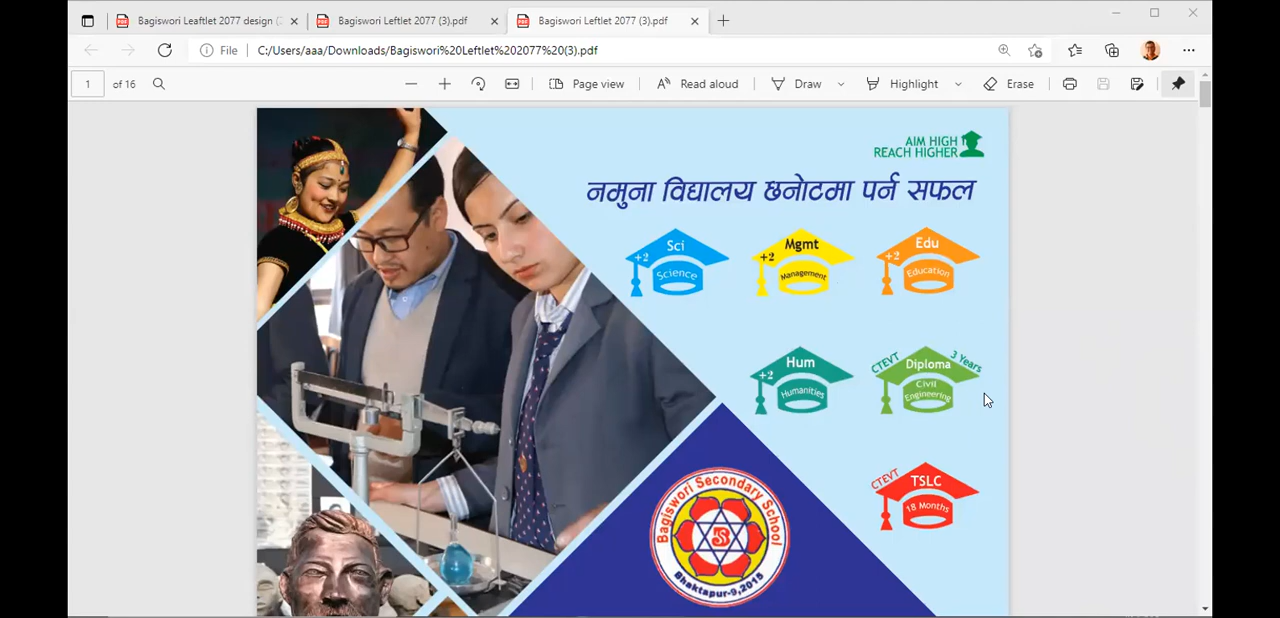 Bagiswori Leaftlet 2077 design (
Bagiswori Leftlet 2077 (3).pdf
Bagiswori Leftlet 2077 (3).pdf
File
C:/Users/aaa/Downloads/Bagiswori%20Leftlet%202077%20(3).pdf
1 of 16
Page view
Read aloud
Draw
Highlight
Erase
AIM HIGH
REACH HIGHER
नमुना विद्यालय छनोटमा पर्न सफल
Sci
+2
Science
Mgmt
+2
Management
Edu
+2
Education
Hum
+2
Humanities
CTEVT
Diploma
3 Years
Civil
Engineering
CTEVT
TSLC
18 Months
Bagiswori Secondary School
Bhaktapur-9,2015